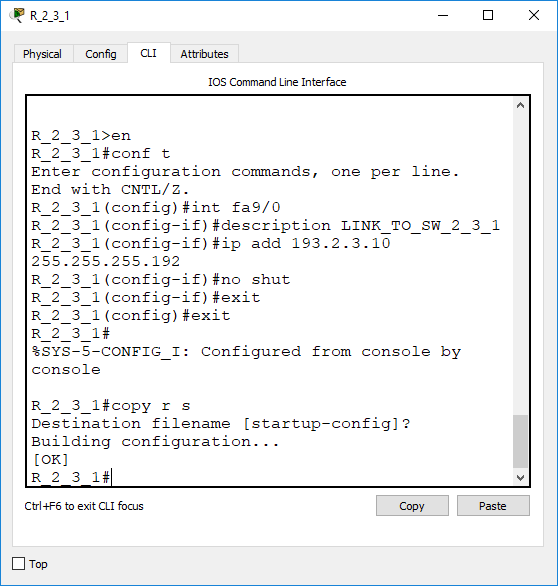 R_2_3_1
Physical
Config
CLI
Attributes
IOS Command Line Interface
R_2_3_1>en
R_2_3_1#conf t
Enter configuration commands, one per line.
End with CNTL/Z.
R_2_3_1(config)#int fa9/0
R_2_3_1(config-if)#description LINK_TO_SW_2_3_1
R_2_3_1(config-if)#ip add 193.2.3.10
255.255.255.192
R_2_3_1(config-if)#no shut
R_2_3_1(config-if)#exit
R_2_3_1(config)#exit
R_2_3_1#
%SYS-5-CONFIG_I: Configured from console by
console
R_2_3_1#copy r s
Destination filename [startup-config]?
Building configuration...
[OK]
R_2_3_1#
Ctrl+F6 to exit CLI focus
Copy
Paste
Top